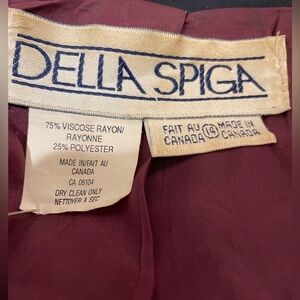 DELLA SPIGA
75% VISCOSE RAYON/
RAYONNE
25% POLYESTER
MADE IN/FAIT AU
CANADA
CA 06104
DRY CLEAN ONLY
NETTOYER A SEC
FAIT AU 14 MADE IN
CANADA CANADA